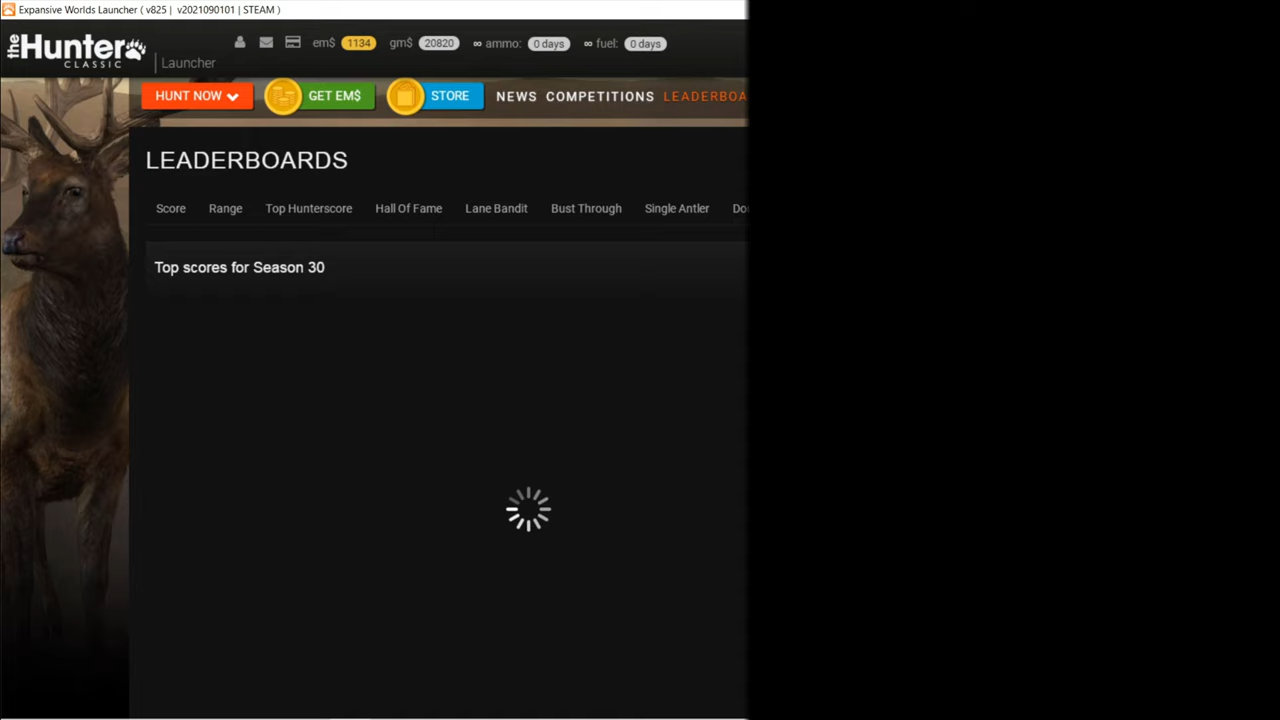 Expansive Worlds Launcher ( v825 | v2021090101 | STEAM )
theHunter CLASSIC
Launcher
em$ 1134 gm$ 20820 ∞ ammo: 0 days ∞ fuel: 0 days
HUNT NOW GET EM$ STORE NEWS COMPETITIONS LEADERBOA
LEADERBOARDS
Score Range Top Hunterscore Hall Of Fame Lane Bandit Bust Through Single Antler Do
Top scores for Season 30